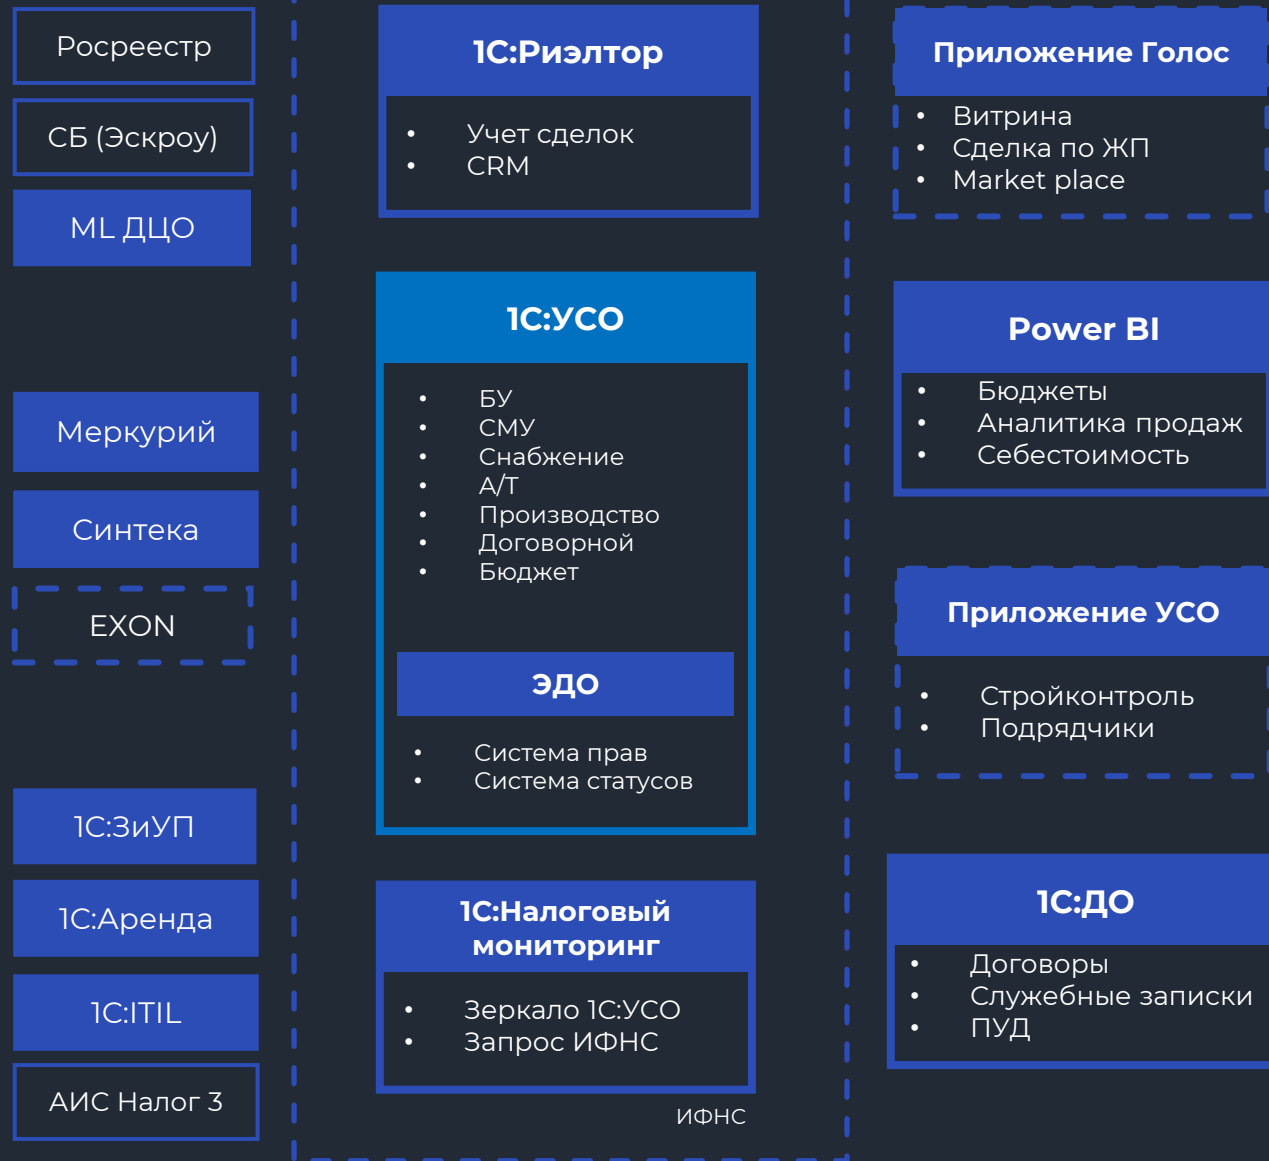 Росреестр
СБ (Эскроу)
ML ДЦО
Меркурий
Синтека
EXON
1С:ЗиУП
1С:Аренда
1С:ITIL
АИС Налог 3
1С:Риэлтор
• Учет сделок
• CRM
1С:УСО
• БУ
• СМУ
• Снабжение
• А/Т
• Производство
• Договорной
• Бюджет
ЭДО
• Система прав
• Система статусов
1С:Налоговый
мониторинг
• Зеркало 1С:УСО
• Запрос ИФНС
ИФНС
Приложение Голос
• Витрина
• Сделка по ЖП
• Market place
Power BI
• Бюджеты
• Аналитика продаж
• Себестоимость
Приложение УСО
• Стройконтроль
• Подрядчики
1С:ДО
• Договоры
• Служебные записки
• ПУД